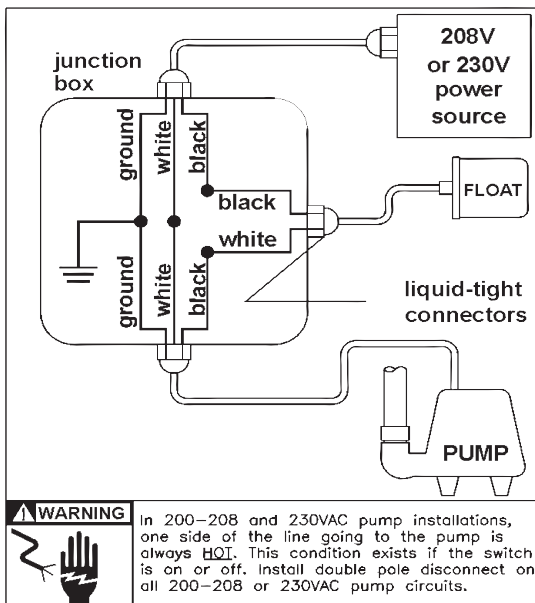 208V
or 230V
power
source
junction
box
ground
white
black
black
white
FLOAT
ground
white
black
liquid-tight
connectors
PUMP
WARNING
In 200-208 and 230VAC pump installations,
one side of the line going to the pump is
always HOT. This condition exists if the switch
is on or off. Install double pole disconnect on
all 200-208 or 230VAC pump circuits.